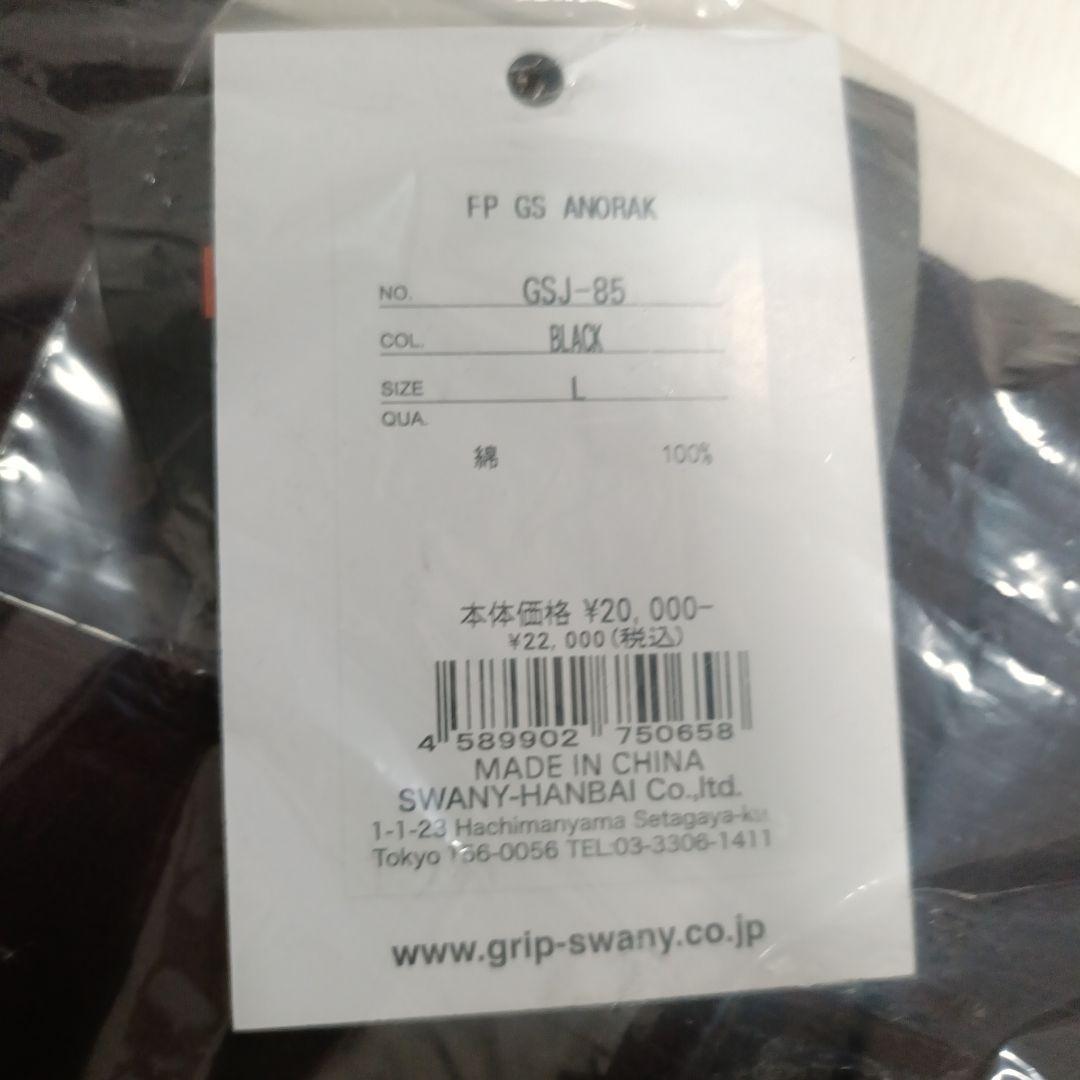 FP GS ANORAK
NO. GSJ-85
COL. BLACK
SIZE L
QUA.
綿 100%
本体価格 ¥20,000-
¥22,000(税込)
4 589902 750658
MADE IN CHINA
SWANY-HANBAI Co.,ltd.
1-1-23 Hachimanyama Setagaya-ku
Tokyo 156-0056 TEL:03-3306-1411
www.grip-swany.co.jp